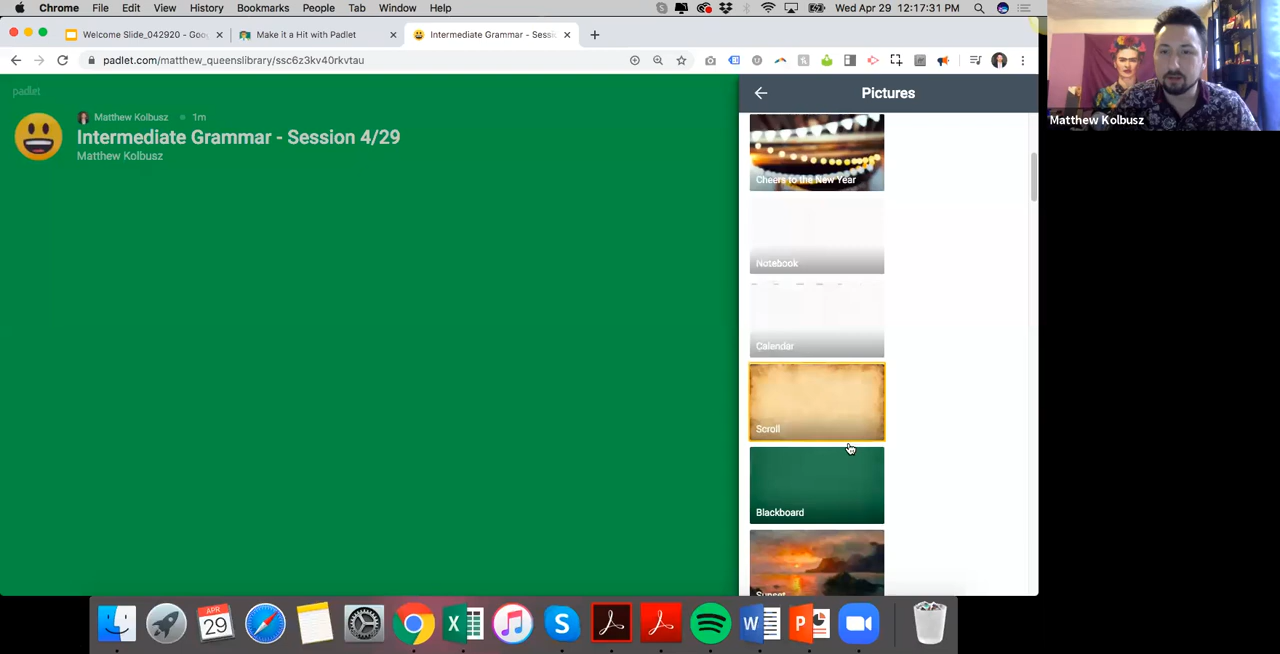 Chrome File Edit View History Bookmarks People Tab Window Help
Wed Apr 29 12:17:31 PM
Welcome Slide_042920 - Goo
Make it a Hit with Padlet
Intermediate Grammar - Sessi
padlet.com/matthew_queenslibrary/ssc6z3kv40rkvtau
padlet
Matthew Kolbusz 1m
Intermediate Grammar - Session 4/29
Matthew Kolbusz
Pictures
Cheers to the New Year
Notebook
Calendar
Scroll
Blackboard
Sunset
Matthew Kolbusz
APR
29
X
S
W
P